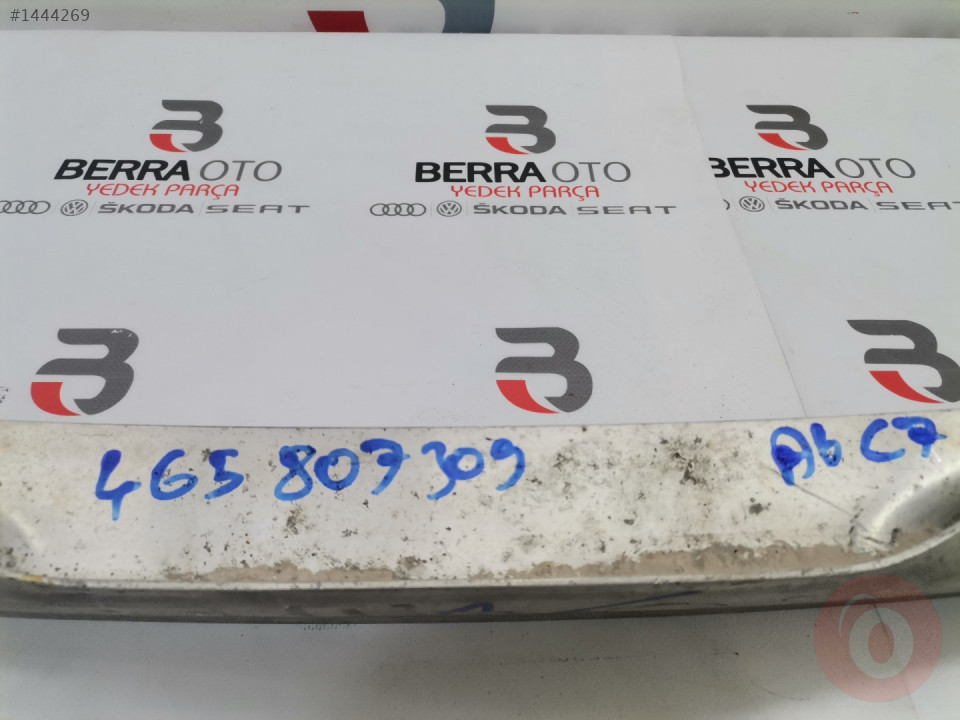 #1444269
BERRA OTO
YEDEK PARÇA
ŠKODA SEAT
BERRA OTO
YEDEK PARÇA
ŠKODA SEAT
BERRA OTO
YEDEK PARÇA
ŠKODA SEAT
4G5 807 309
A6 C7